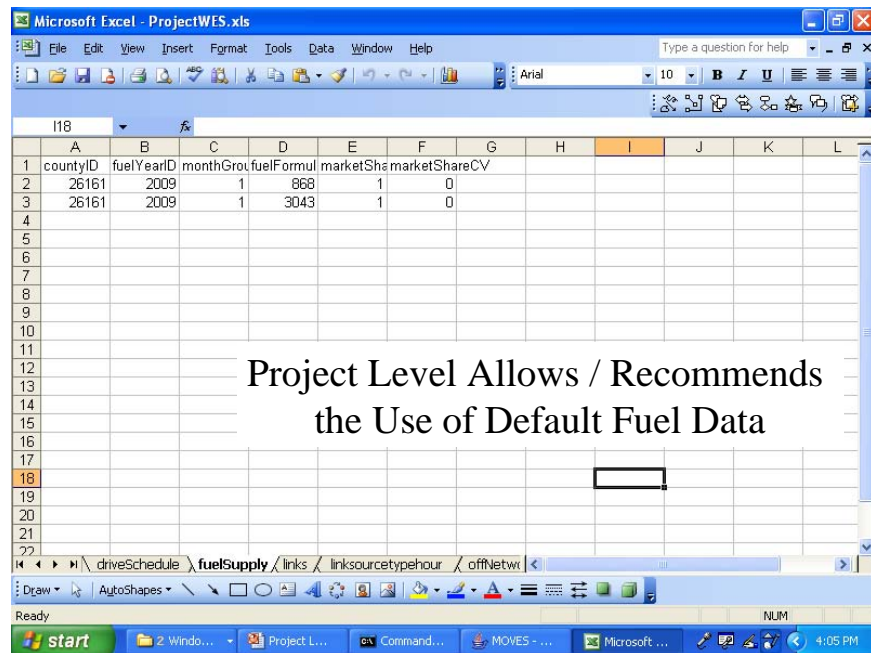 Microsoft Excel - ProjectWES.xls
File Edit View Insert Format Tools Data Window Help Type a question for help
Arial 10 B I U
I18 fx
A B C D E F G H I J K L
1 countyID fuelYearID monthGrou fuelFormul marketSha marketShareCV
2 26161 2009 1 868 1 0
3 26161 2009 1 3043 1 0
4
5
6
7
8
9
10
11
12
13
14
15
16
17
18
19
20
21
22
Project Level Allows / Recommends
the Use of Default Fuel Data
driveSchedule fuelSupply links linksourcetypehour offNetw
Draw AutoShapes A
Ready NUM
start 2 Windo... Project L... Command... MOVES - ... Microsoft ... 4:05 PM